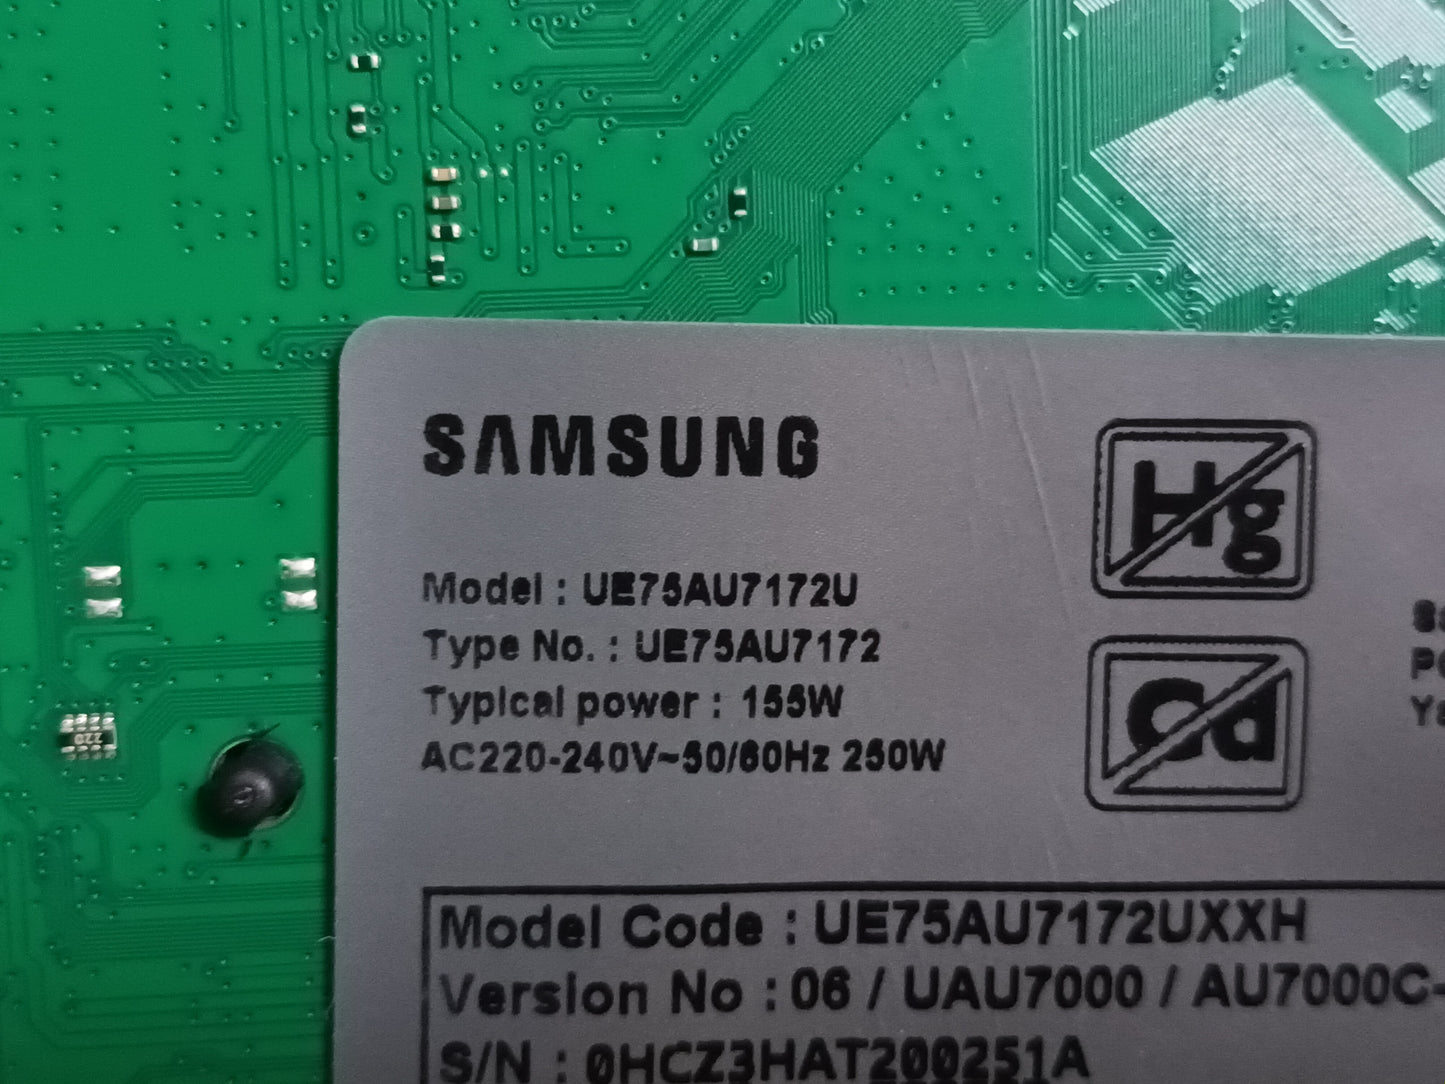 SAMSUNG
Hg
Model : UE75AU7172U
Type No. : UE75AU7172
Typical power : 155W
AC220-240V~50/60Hz 250W
Cd
Model Code : UE75AU7172UXXH
Version No : 06 / UAU7000 / AU7000C-
S/N : 0HCZ3HAT200251A
220